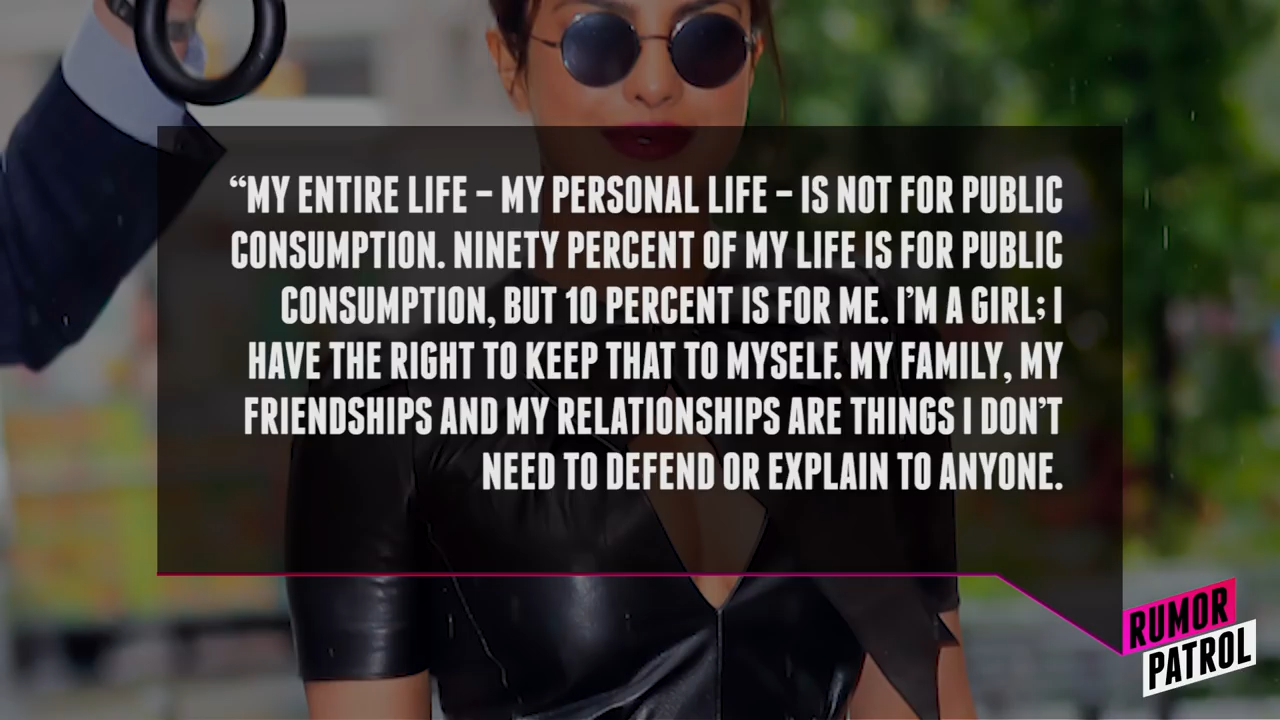 “MY ENTIRE LIFE – MY PERSONAL LIFE – IS NOT FOR PUBLIC
CONSUMPTION. NINETY PERCENT OF MY LIFE IS FOR PUBLIC
CONSUMPTION, BUT 10 PERCENT IS FOR ME. I’M A GIRL; I
HAVE THE RIGHT TO KEEP THAT TO MYSELF. MY FAMILY, MY
FRIENDSHIPS AND MY RELATIONSHIPS ARE THINGS I DON’T
NEED TO DEFEND OR EXPLAIN TO ANYONE.
RUMOR
PATROL